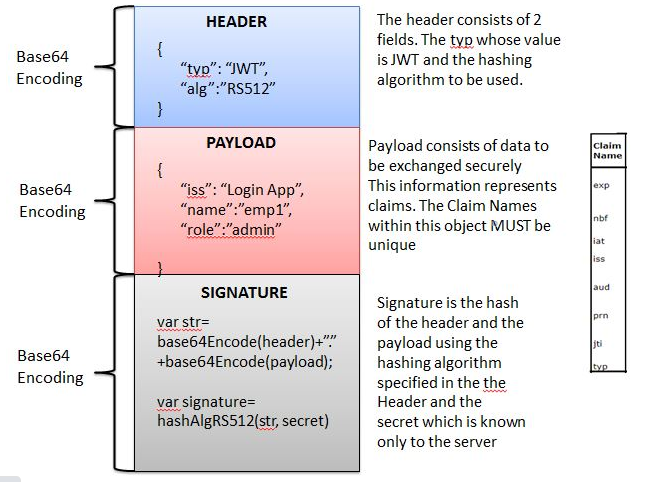 HEADER
{
"typ": "JWT",
"alg":"RS512"
}
Base64
Encoding
The header consists of 2
fields. The typ whose value
is JWT and the hashing
algorithm to be used.
PAYLOAD
{
"iss": "Login App",
"name":"emp1",
"role":"admin"
}
Base64
Encoding
Payload consists of data to
be exchanged securely
This information represents
claims. The Claim Names
within this object MUST be
unique
Claim
Name
exp
nbf
iat
iss
aud
prn
jti
typ
SIGNATURE
var str=
base64Encode(header)+"."
+base64Encode(payload);
var signature=
hashAlgRS512(str, secret)
Base64
Encoding
Signature is the hash
of the header and the
payload using the
hashing algorithm
specified in the the
Header and the
secret which is known
only to the server